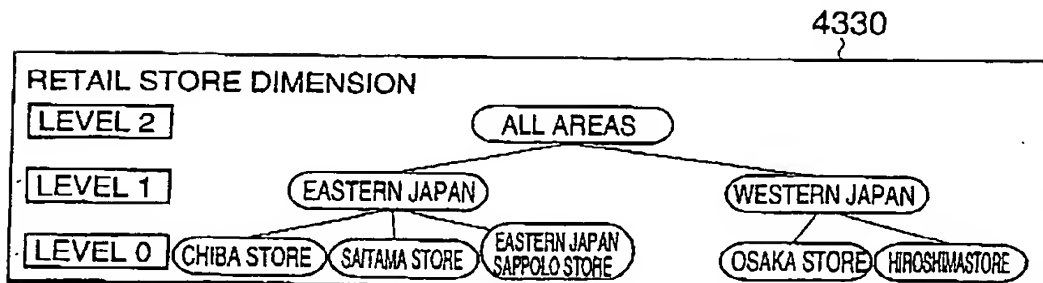 4330
RETAIL STORE DIMENSION
LEVEL 2 ALL AREAS
LEVEL 1 EASTERN JAPAN WESTERN JAPAN
LEVEL 0 CHIBA STORE SAITAMA STORE EASTERN JAPAN
SAPPOLO STORE OSAKA STORE HIROSHIMASTORE